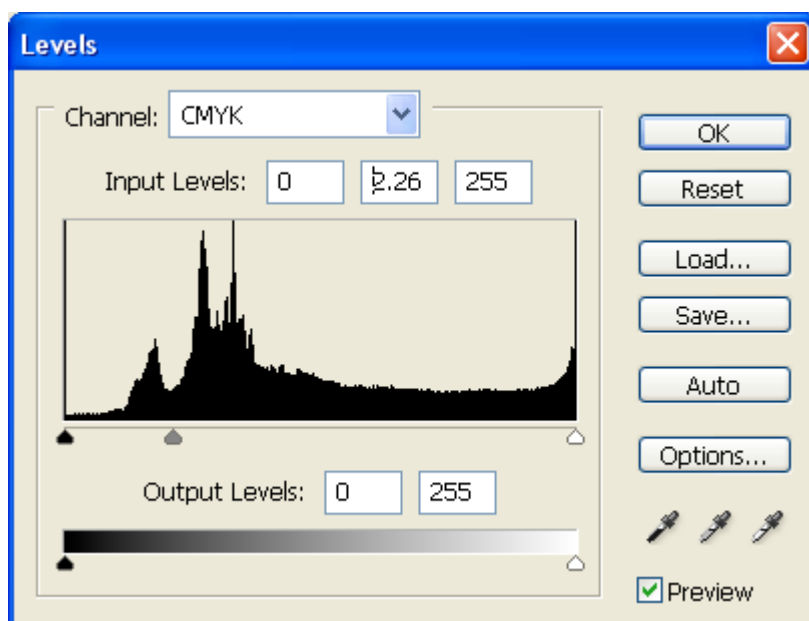 Levels
Channel: CMYK
OK
Input Levels: 0 2.26 255
Reset
Load...
Save...
Auto
Options...
Output Levels: 0 255
Preview